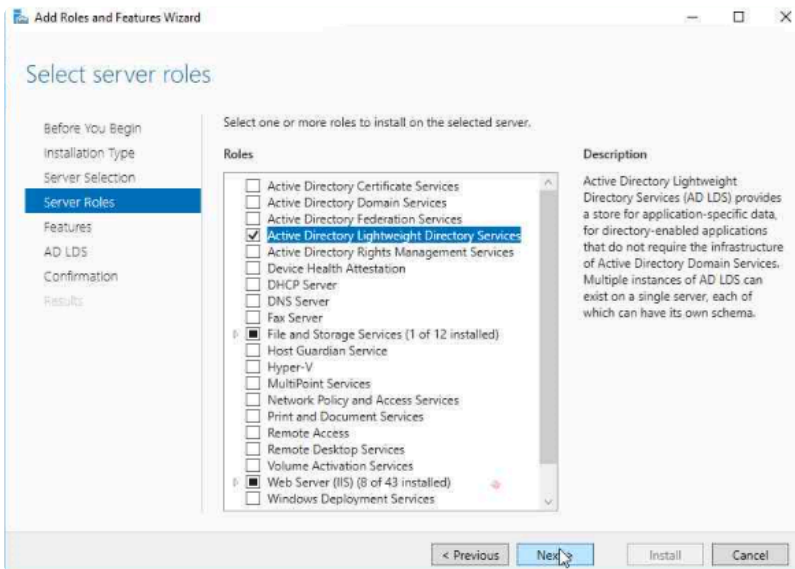 Add Roles and Features Wizard
Select server roles
Before You Begin
Installation Type
Server Selection
Server Roles
Features
AD LDS
Confirmation
Results
Select one or more roles to install on the selected server.
Roles
Active Directory Certificate Services
Active Directory Domain Services
Active Directory Federation Services
Active Directory Lightweight Directory Services
Active Directory Rights Management Services
Device Health Attestation
DHCP Server
DNS Server
Fax Server
File and Storage Services (1 of 12 installed)
Host Guardian Service
Hyper-V
MultiPoint Services
Network Policy and Access Services
Print and Document Services
Remote Access
Remote Desktop Services
Volume Activation Services
Web Server (IIS) (8 of 43 installed)
Windows Deployment Services
Description
Active Directory Lightweight
Directory Services (AD LDS) provides
a store for application-specific data,
for directory-enabled applications
that do not require the infrastructure
of Active Directory Domain Services.
Multiple instances of AD LDS can
exist on a single server, each of
which can have its own schema.
< Previous
Next >
Install
Cancel